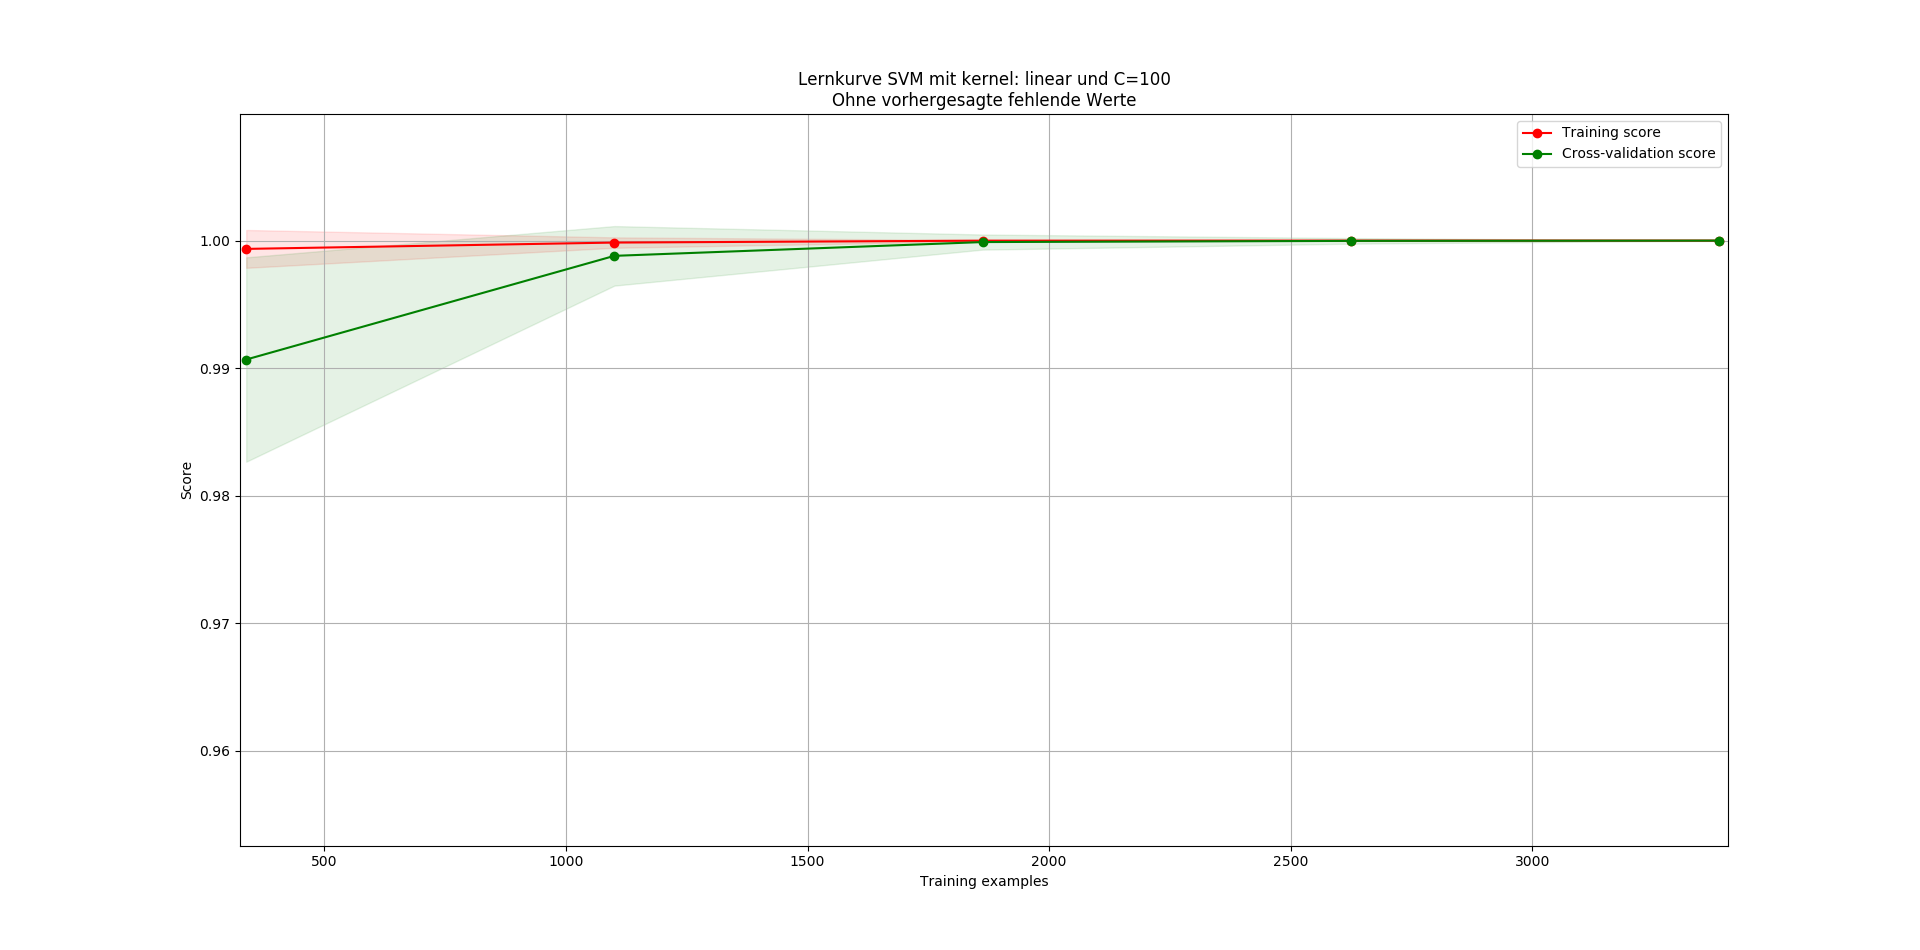 Lernkurve SVM mit kernel: linear und C=100
Ohne vorhergesagte fehlende Werte
Training score
Cross-validation score
1.00
0.99
0.98
0.97
0.96
Score
500 1000 1500 2000 2500 3000
Training examples